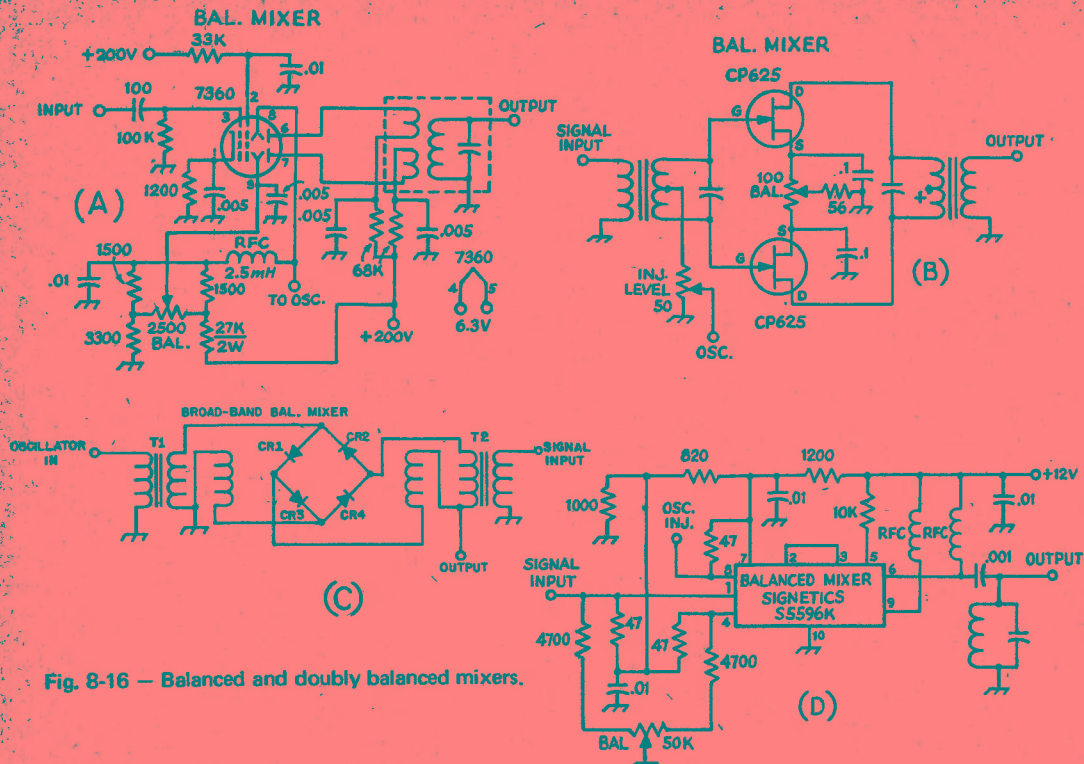 BAL. MIXER
33K
+200V
.01
100
7360
2
8
INPUT
3
6
OUTPUT
100K
7
1200
9
.005
.005
.005
.005
(A)
RFC
2.5mH
1500
.01
1500
TO OSC.
68K
7360
4
5
6.3V
3300
2500
BAL.
27K
2W
+200V
BAL. MIXER
CP625
D
G
SIGNAL
INPUT
S
OUTPUT
100
BAL.
.1
56
+
S
.1
G
(B)
INJ.
LEVEL
50
D
CP625
OSC.
BROAD-BAND BAL. MIXER
OSCILLATOR
IN
T1
CR1
CR2
T2
SIGNAL
INPUT
CR3
CR4
OUTPUT
(C)
820
1200
+12V
1000
OSC.
INJ.
.01
10K
RFC
RFC
.01
47
7
2
3
5
SIGNAL
INPUT
8
1
4
BALANCED MIXER
SIGNETICS
S5596K
6
9
.001
OUTPUT
10
4700
47
47
4700
.01
BAL
50K
(D)
Fig. 8-16 — Balanced and doubly balanced mixers.